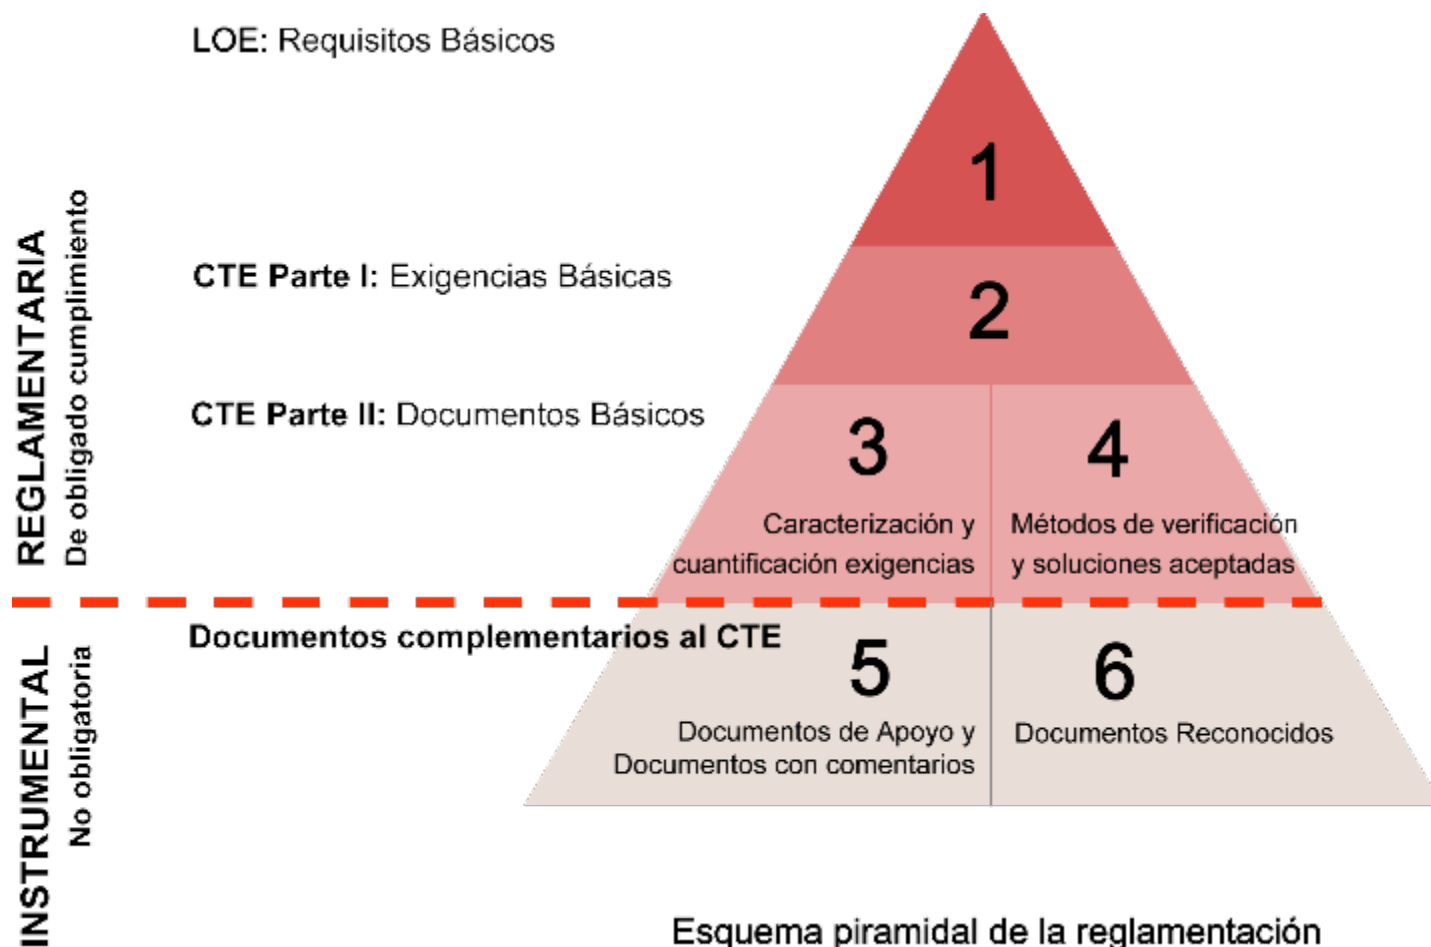 LOE: Requisitos Básicos
1
CTE Parte I: Exigencias Básicas
2
CTE Parte II: Documentos Básicos
3
Caracterización y
cuantificación exigencias
4
Métodos de verificación
y soluciones aceptadas
REGLAMENTARIA
De obligado cumplimiento
Documentos complementarios al CTE
5
Documentos de Apoyo y
Documentos con comentarios
6
Documentos Reconocidos
INSTRUMENTAL
No obligatoria
Esquema piramidal de la reglamentación